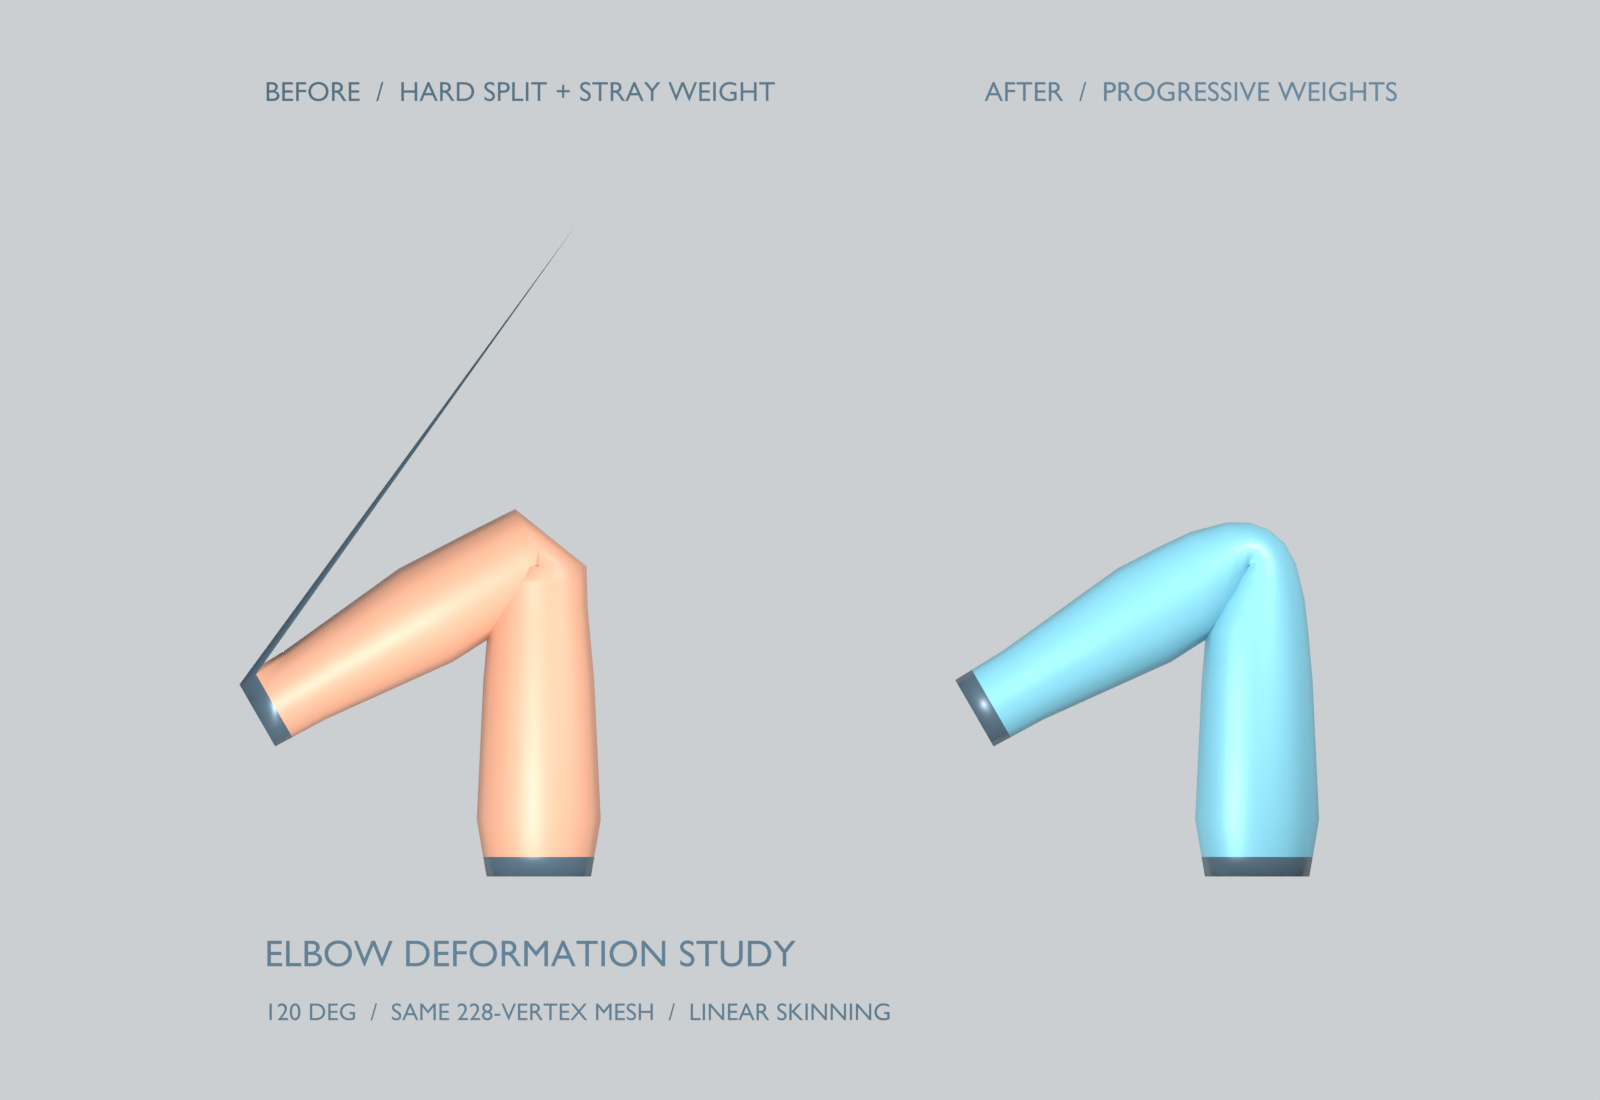 BEFORE / HARD SPLIT + STRAY WEIGHT
AFTER / PROGRESSIVE WEIGHTS
ELBOW DEFORMATION STUDY
120 DEG / SAME 228-VERTEX MESH / LINEAR SKINNING